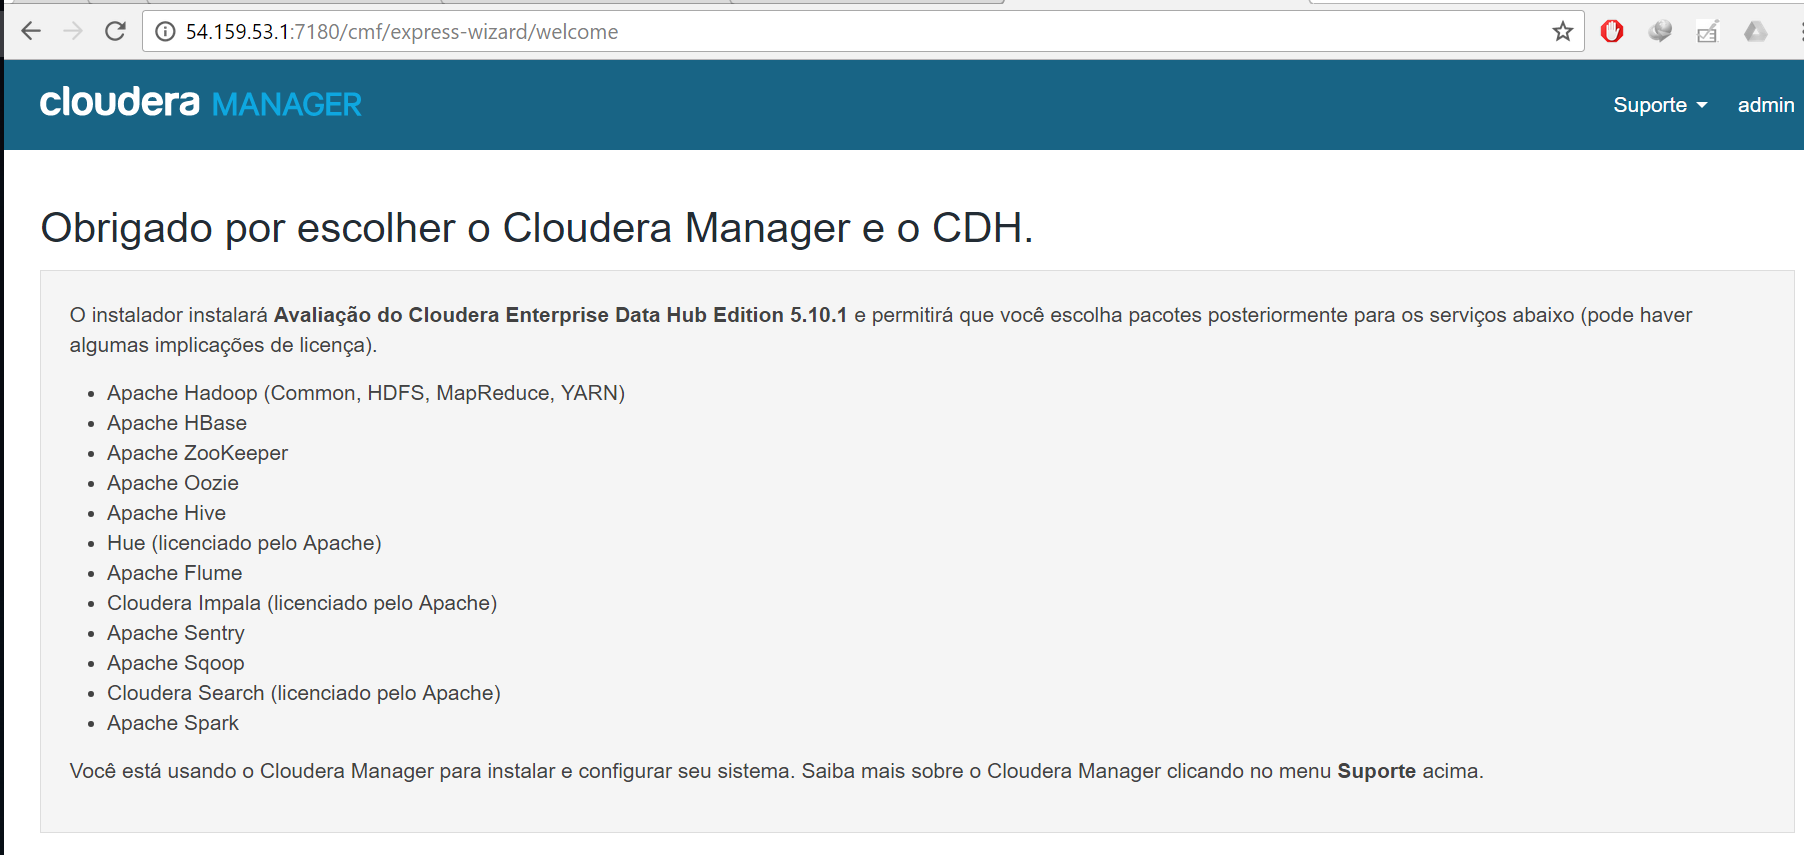 54.159.53.1:7180/cmf/express-wizard/welcome
cloudera MANAGER
Suporte
admin
Obrigado por escolher o Cloudera Manager e o CDH.
O instalador instalará Avaliação do Cloudera Enterprise Data Hub Edition 5.10.1 e permitirá que você escolha pacotes posteriormente para os serviços abaixo (pode haver
algumas implicações de licença).
• Apache Hadoop (Common, HDFS, MapReduce, YARN)
• Apache HBase
• Apache ZooKeeper
• Apache Oozie
• Apache Hive
• Hue (licenciado pelo Apache)
• Apache Flume
• Cloudera Impala (licenciado pelo Apache)
• Apache Sentry
• Apache Sqoop
• Cloudera Search (licenciado pelo Apache)
• Apache Spark
Você está usando o Cloudera Manager para instalar e configurar seu sistema. Saiba mais sobre o Cloudera Manager clicando no menu Suporte acima.